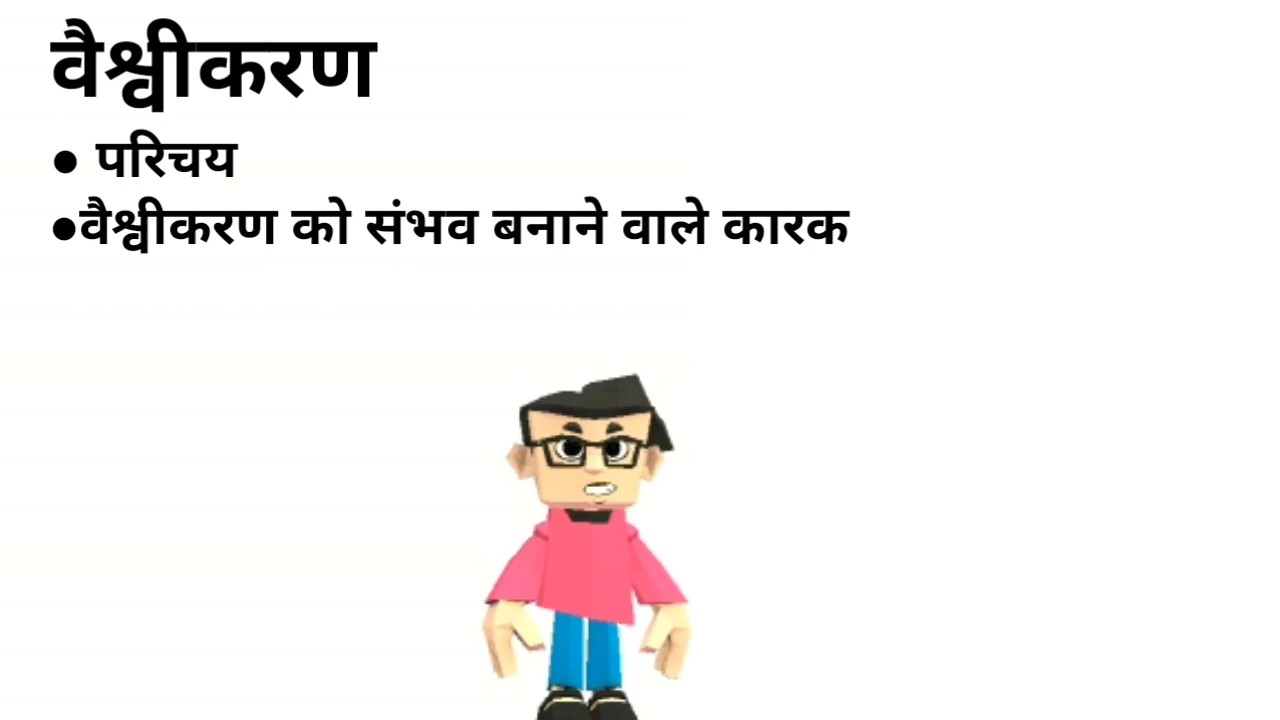 वैश्वीकरण
● परिचय
●वैश्वीकरण को संभव बनाने वाले कारक